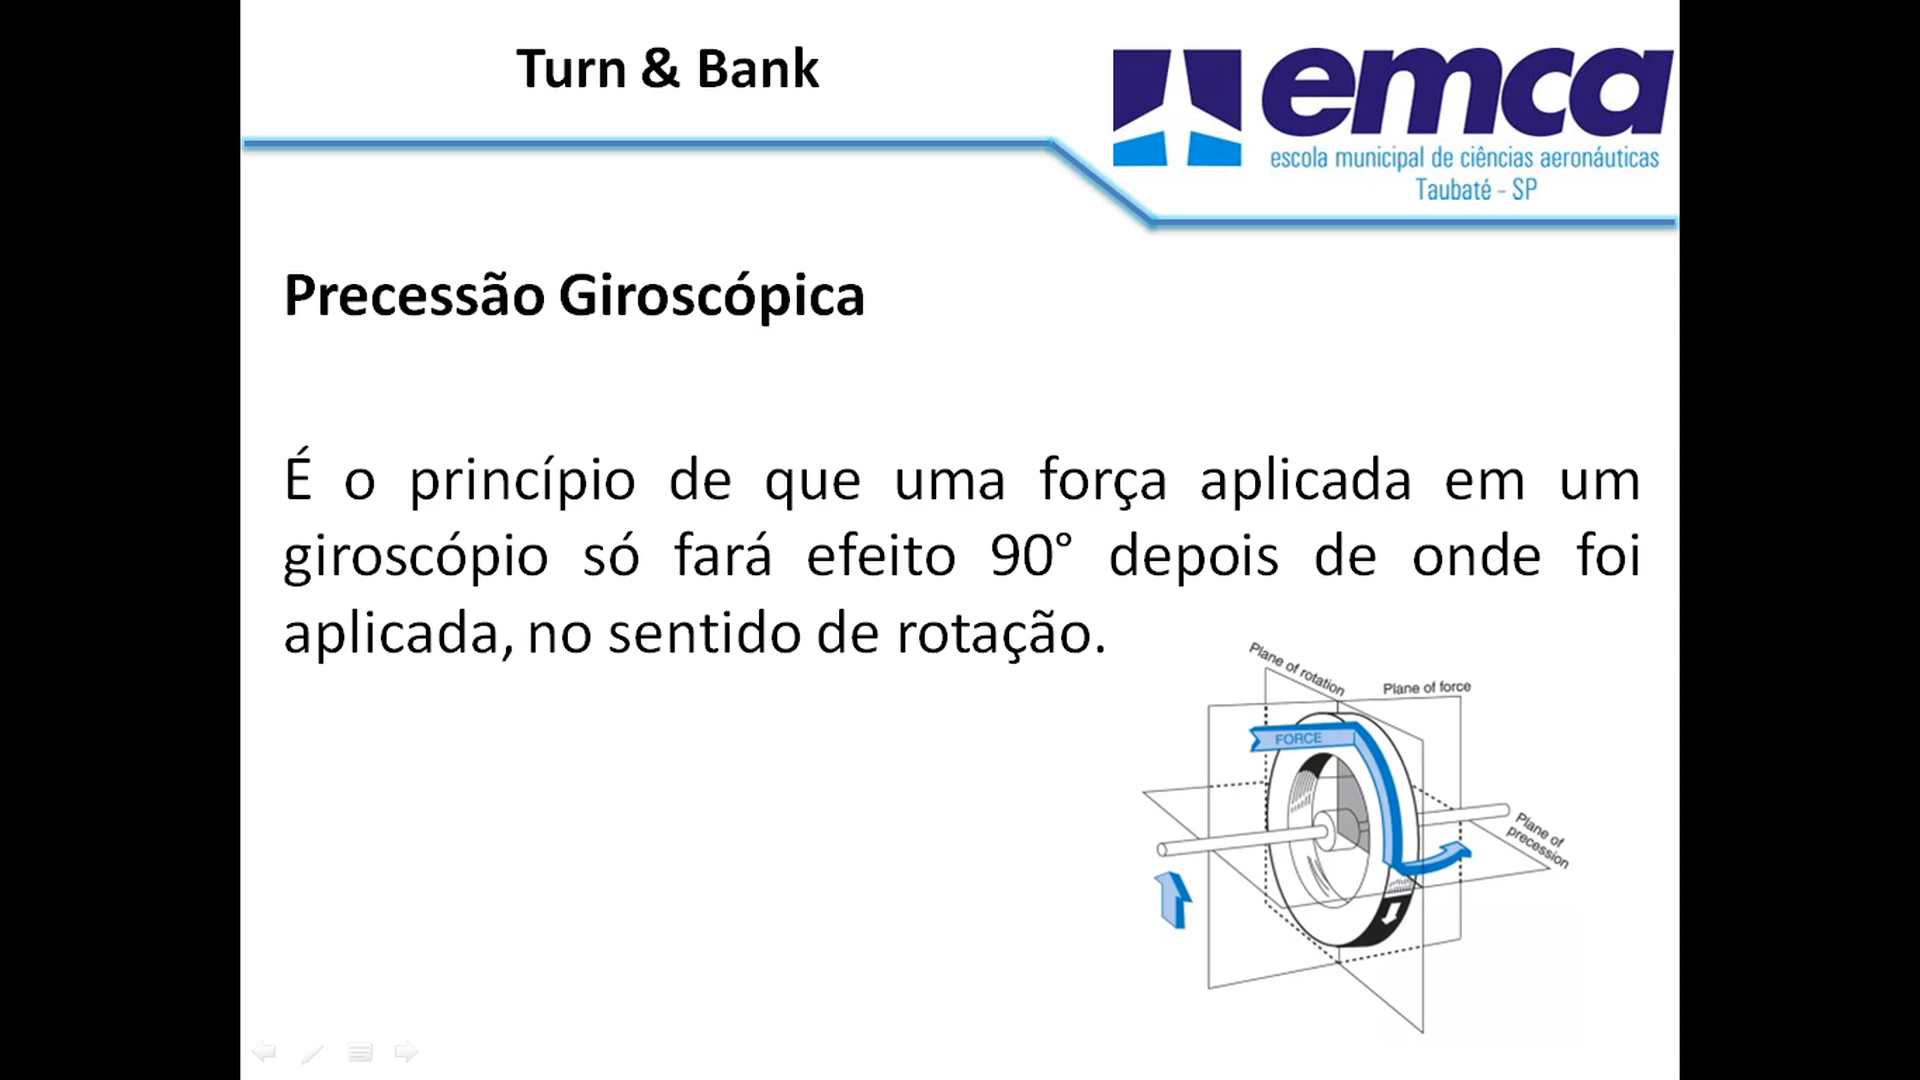 Turn & Bank
emca
escola municipal de ciências aeronáuticas
Taubaté - SP
Precessão Giroscópica
É o princípio de que uma força aplicada em um
giroscópio só fará efeito 90° depois de onde foi
aplicada, no sentido de rotação.
Plane of rotation
Plane of force
FORCE
Plane of
precession